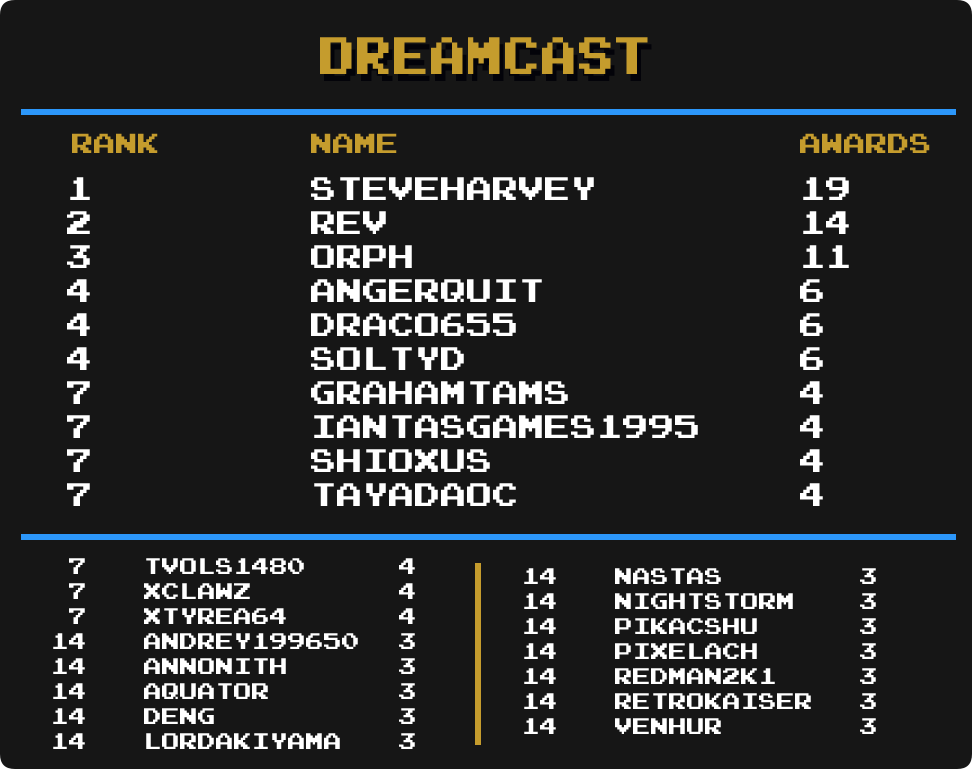 DREAMCAST
RANK NAME AWARDS
1 STEVEHARVEY 19
2 REV 14
3 ORPH 11
4 ANGERQUIT 6
4 DRACO655 6
4 SOLTYD 6
7 GRAHAMTAMS 4
7 IANTASGAMES1995 4
7 SHIOXUS 4
7 TAYADAOC 4
7 TVOLS1480 4
7 XCLAWZ 4
7 XTYREA64 4
14 ANDREY199650 3
14 ANNONITH 3
14 AQUATOR 3
14 DENG 3
14 LORDAKIYAMA 3
14 NASTAS 3
14 NIGHTSTORM 3
14 PIKACSHU 3
14 PIXELACH 3
14 REDMAN2K1 3
14 RETROKAISER 3
14 VENHUR 3